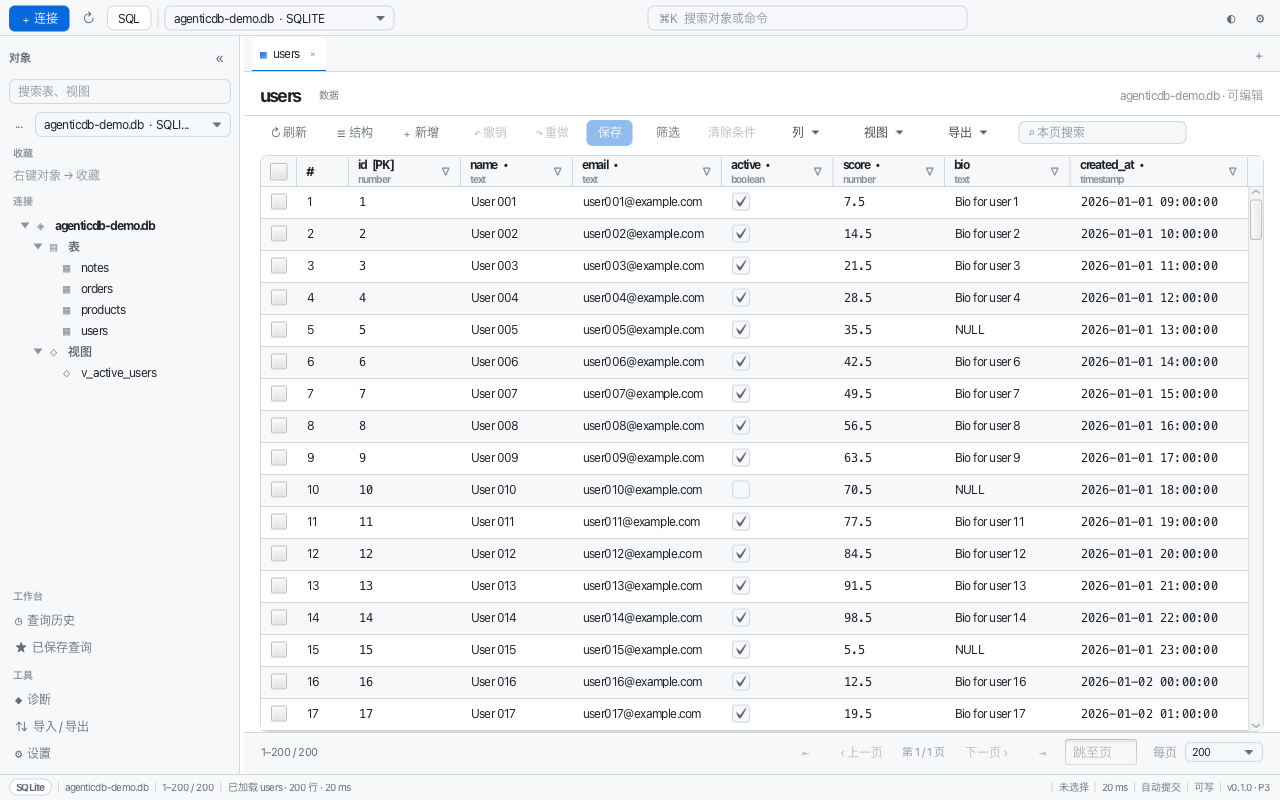 + 连接 ↻ SQL agenticdb-demo.db · SQLITE ⌘K 搜索对象或命令
对象 «
搜索表、视图
... agenticdb-demo.db · SQLI...
收藏
右键对象 → 收藏
连接
agenticdb-demo.db
表
notes
orders
products
users
视图
v_active_users
工作台
查询历史
已保存查询
工具
诊断
导入 / 导出
设置
users × +
users 数据 agenticdb-demo.db · 可编辑
刷新 结构 + 新增 撤销 重做 保存 筛选 清除条件 列 视图 导出 本页搜索
# id [PK] name • email • active • score • bio created_at •
number text text boolean number text timestamp
1 1 User 001 user001@example.com 7.5 Bio for user 1 2026-01-01 09:00:00
2 2 User 002 user002@example.com 14.5 Bio for user 2 2026-01-01 10:00:00
3 3 User 003 user003@example.com 21.5 Bio for user 3 2026-01-01 11:00:00
4 4 User 004 user004@example.com 28.5 Bio for user 4 2026-01-01 12:00:00
5 5 User 005 user005@example.com 35.5 NULL 2026-01-01 13:00:00
6 6 User 006 user006@example.com 42.5 Bio for user 6 2026-01-01 14:00:00
7 7 User 007 user007@example.com 49.5 Bio for user 7 2026-01-01 15:00:00
8 8 User 008 user008@example.com 56.5 Bio for user 8 2026-01-01 16:00:00
9 9 User 009 user009@example.com 63.5 Bio for user 9 2026-01-01 17:00:00
10 10 User 010 user010@example.com 70.5 NULL 2026-01-01 18:00:00
11 11 User 011 user011@example.com 77.5 Bio for user 11 2026-01-01 19:00:00
12 12 User 012 user012@example.com 84.5 Bio for user 12 2026-01-01 20:00:00
13 13 User 013 user013@example.com 91.5 Bio for user 13 2026-01-01 21:00:00
14 14 User 014 user014@example.com 98.5 Bio for user 14 2026-01-01 22:00:00
15 15 User 015 user015@example.com 5.5 NULL 2026-01-01 23:00:00
16 16 User 016 user016@example.com 12.5 Bio for user 16 2026-01-02 00:00:00
17 17 User 017 user017@example.com 19.5 Bio for user 17 2026-01-02 01:00:00
1–200 / 200 ‹ 上一页 第 1 / 1 页 下一页 › 跳至页 每页 200
SQLite agenticdb-demo.db 1–200 / 200 已加载 users · 200 行 · 20 ms 未选择 20 ms 自动提交 可写 v0.1.0 · P3